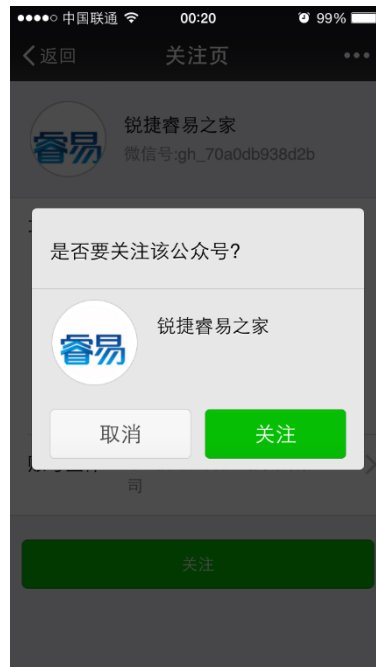 中国联通 00:20 99%
返回 关注页
睿易 锐捷睿易之家
微信号:gh_70a0db938d2b
是否要关注该公众号?
睿易 锐捷睿易之家
取消 关注
司
关注